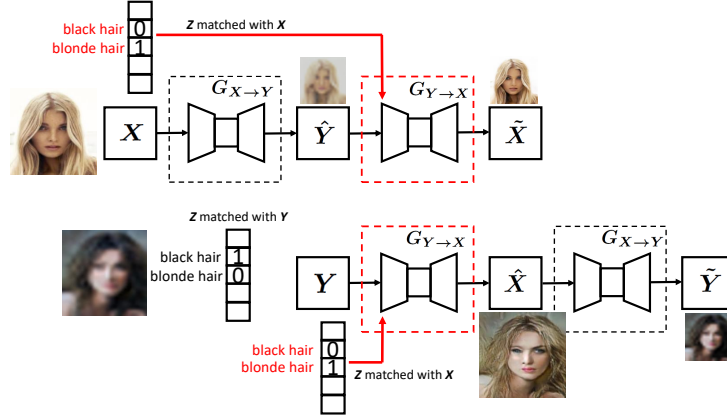 Z matched with X
black hair 0
blonde hair 1
G_{X→Y}
G_{Y→X}
X
Ŷ
X̃
Z matched with Y
black hair 1
blonde hair 0
G_{Y→X}
G_{X→Y}
Y
X̂
Ỹ
black hair 0
blonde hair 1
Z matched with X